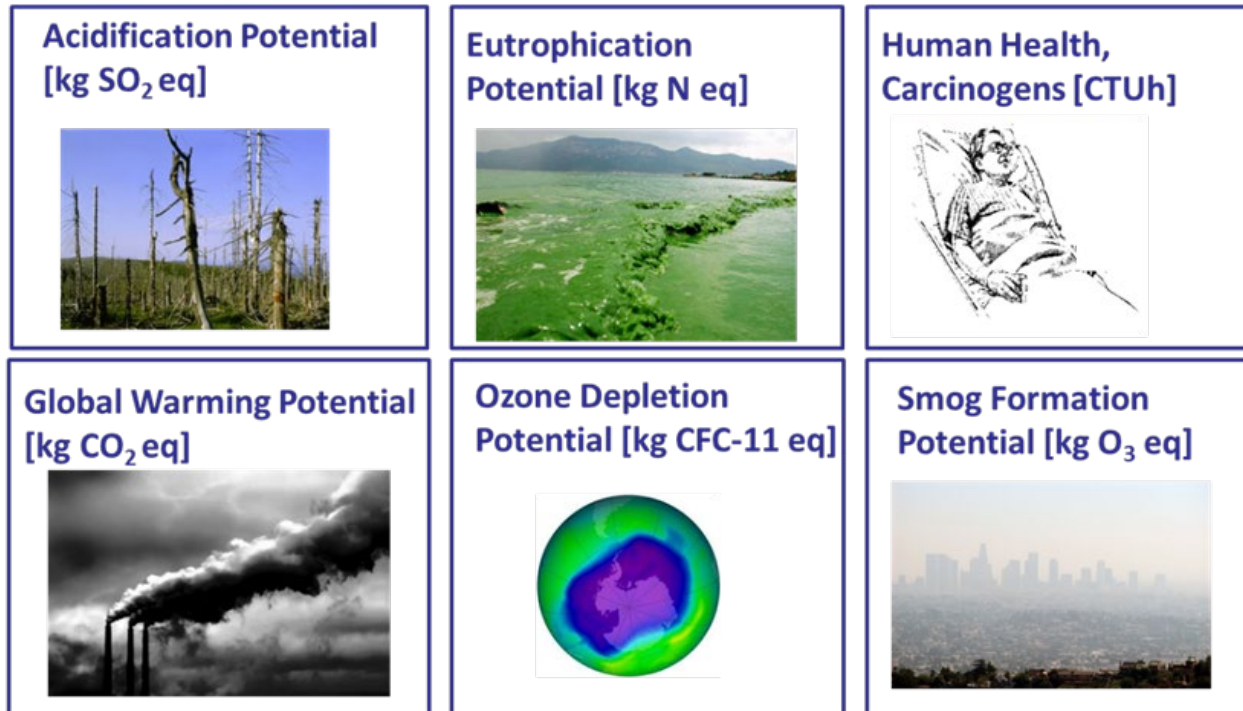 Acidification Potential
[kg SO₂ eq]
Eutrophication
Potential [kg N eq]
Human Health,
Carcinogens [CTUh]
Global Warming Potential
[kg CO₂ eq]
Ozone Depletion
Potential [kg CFC-11 eq]
Smog Formation
Potential [kg O₃ eq]